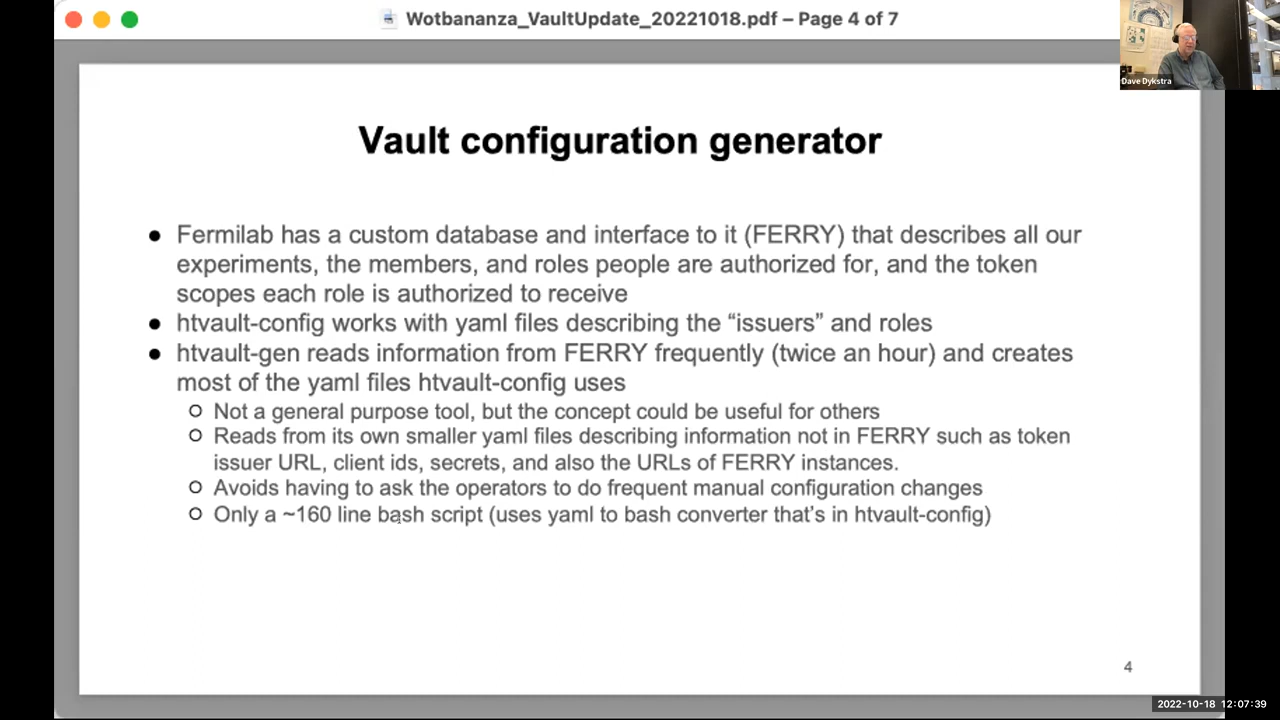 Wotbananza_VaultUpdate_20221018.pdf – Page 4 of 7
Dave Dykstra
Vault configuration generator
● Fermilab has a custom database and interface to it (FERRY) that describes all our
experiments, the members, and roles people are authorized for, and the token
scopes each role is authorized to receive
● htvault-config works with yaml files describing the “issuers” and roles
● htvault-gen reads information from FERRY frequently (twice an hour) and creates
most of the yaml files htvault-config uses
○ Not a general purpose tool, but the concept could be useful for others
○ Reads from its own smaller yaml files describing information not in FERRY such as token
issuer URL, client ids, secrets, and also the URLs of FERRY instances.
○ Avoids having to ask the operators to do frequent manual configuration changes
○ Only a ~160 line bash script (uses yaml to bash converter that’s in htvault-config)
4
2022-10-18 12:07:39